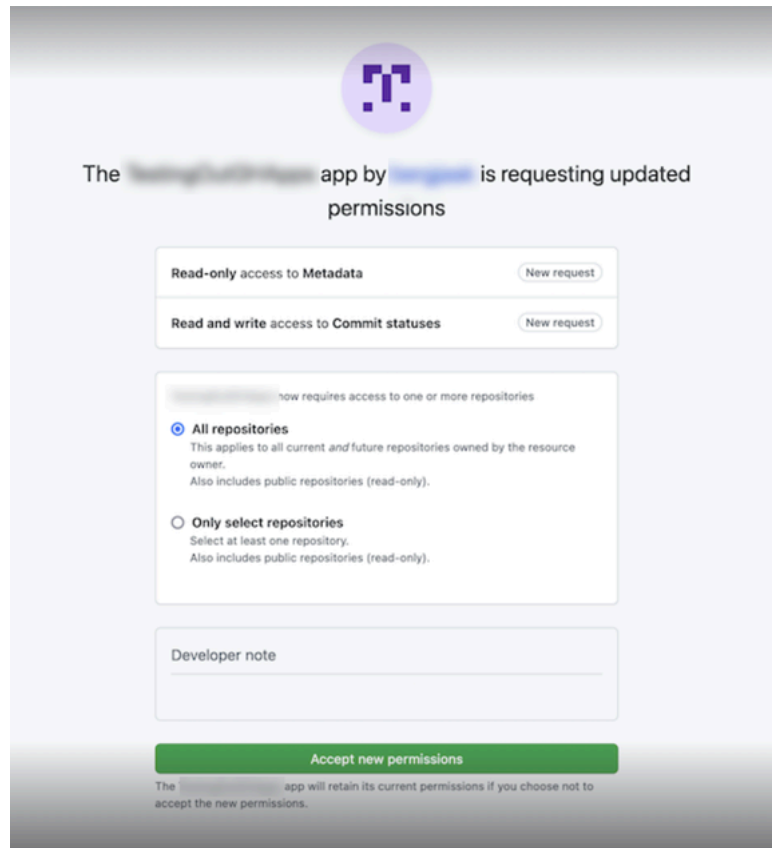 The app by is requesting updated
permissions
Read-only access to Metadata
New request
Read and write access to Commit statuses
New request
now requires access to one or more repositories
All repositories
This applies to all current and future repositories owned by the resource
owner.
Also includes public repositories (read-only).
Only select repositories
Select at least one repository.
Also includes public repositories (read-only).
Developer note
Accept new permissions
The app will retain its current permissions if you choose not to
accept the new permissions.